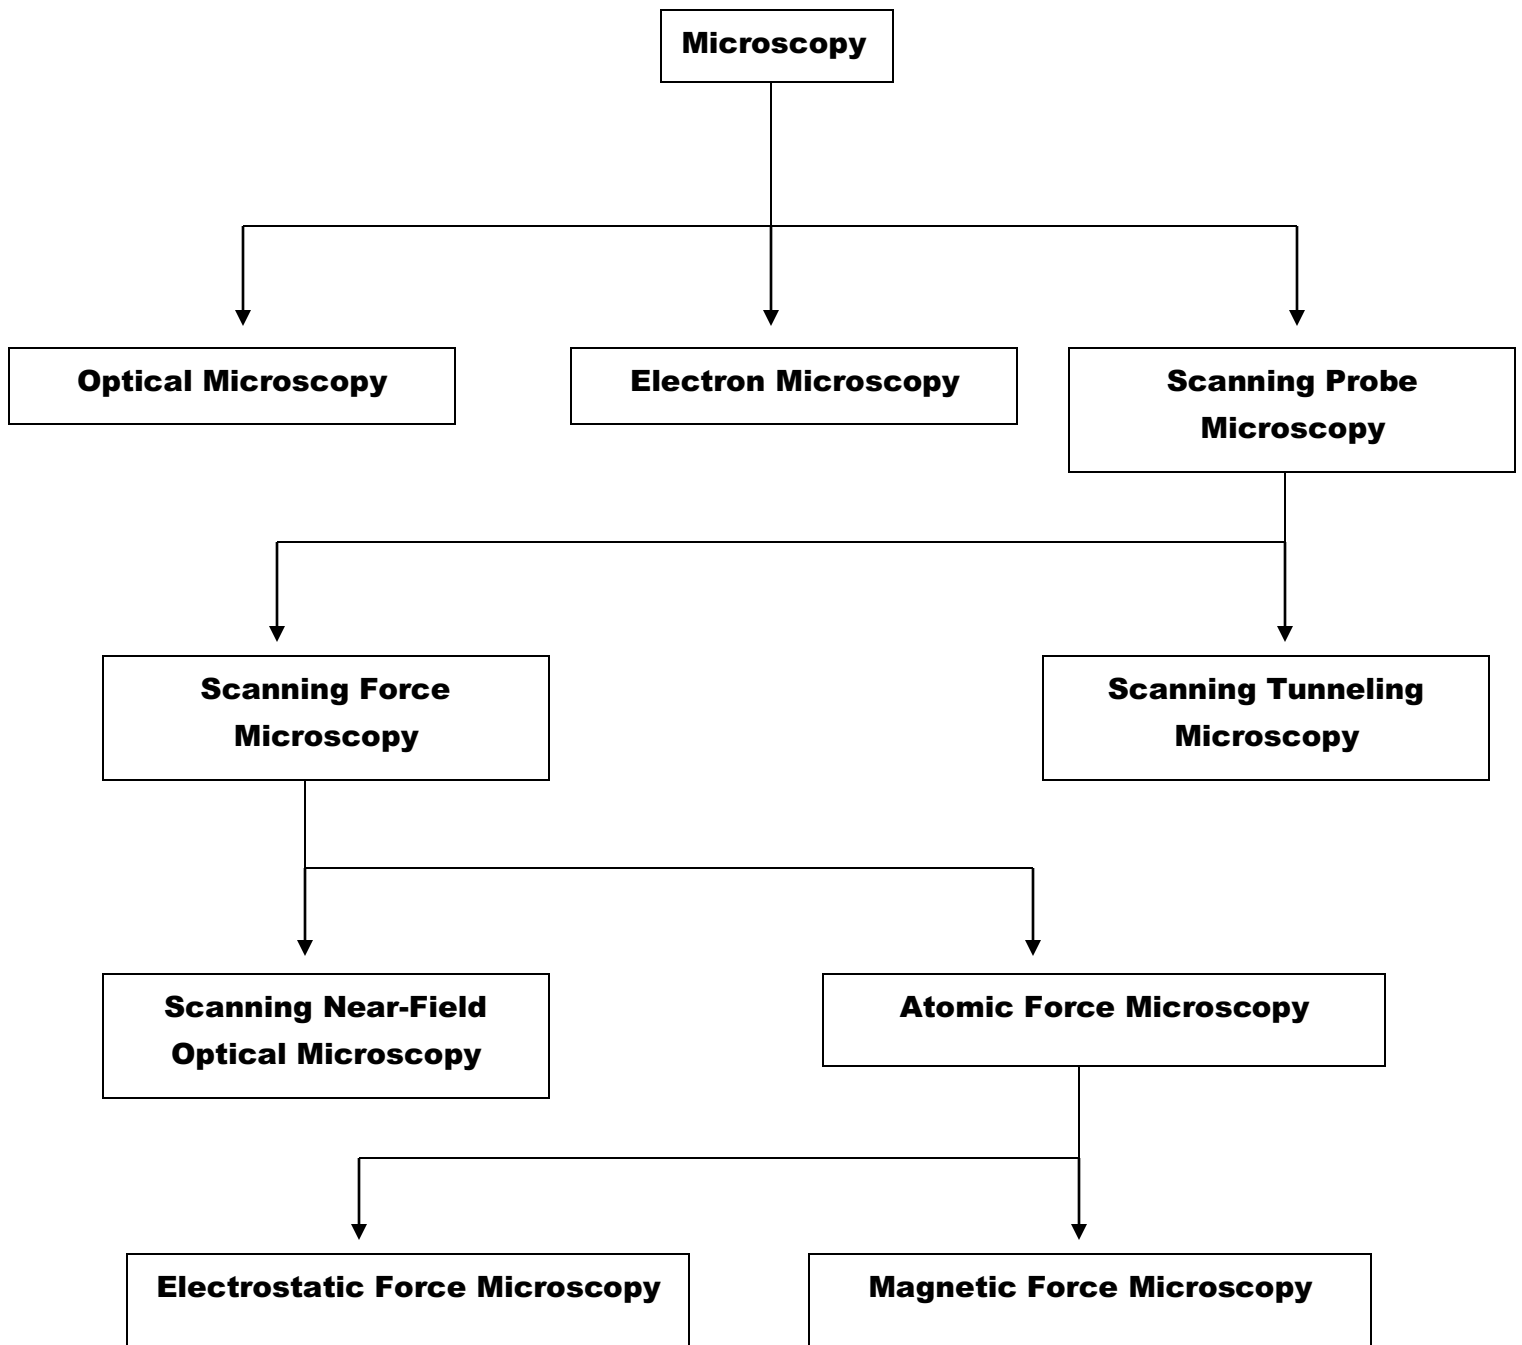 Microscopy
Optical Microscopy
Electron Microscopy
Scanning Probe
Microscopy
Scanning Force
Microscopy
Scanning Tunneling
Microscopy
Scanning Near-Field
Optical Microscopy
Atomic Force Microscopy
Electrostatic Force Microscopy
Magnetic Force Microscopy